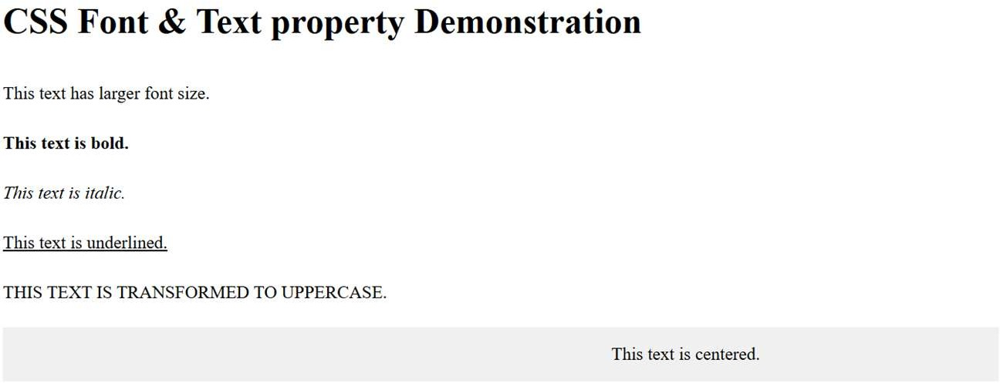 CSS Font & Text property Demonstration
This text has larger font size.
This text is bold.
This text is italic.
This text is underlined.
THIS TEXT IS TRANSFORMED TO UPPERCASE.
This text is centered.